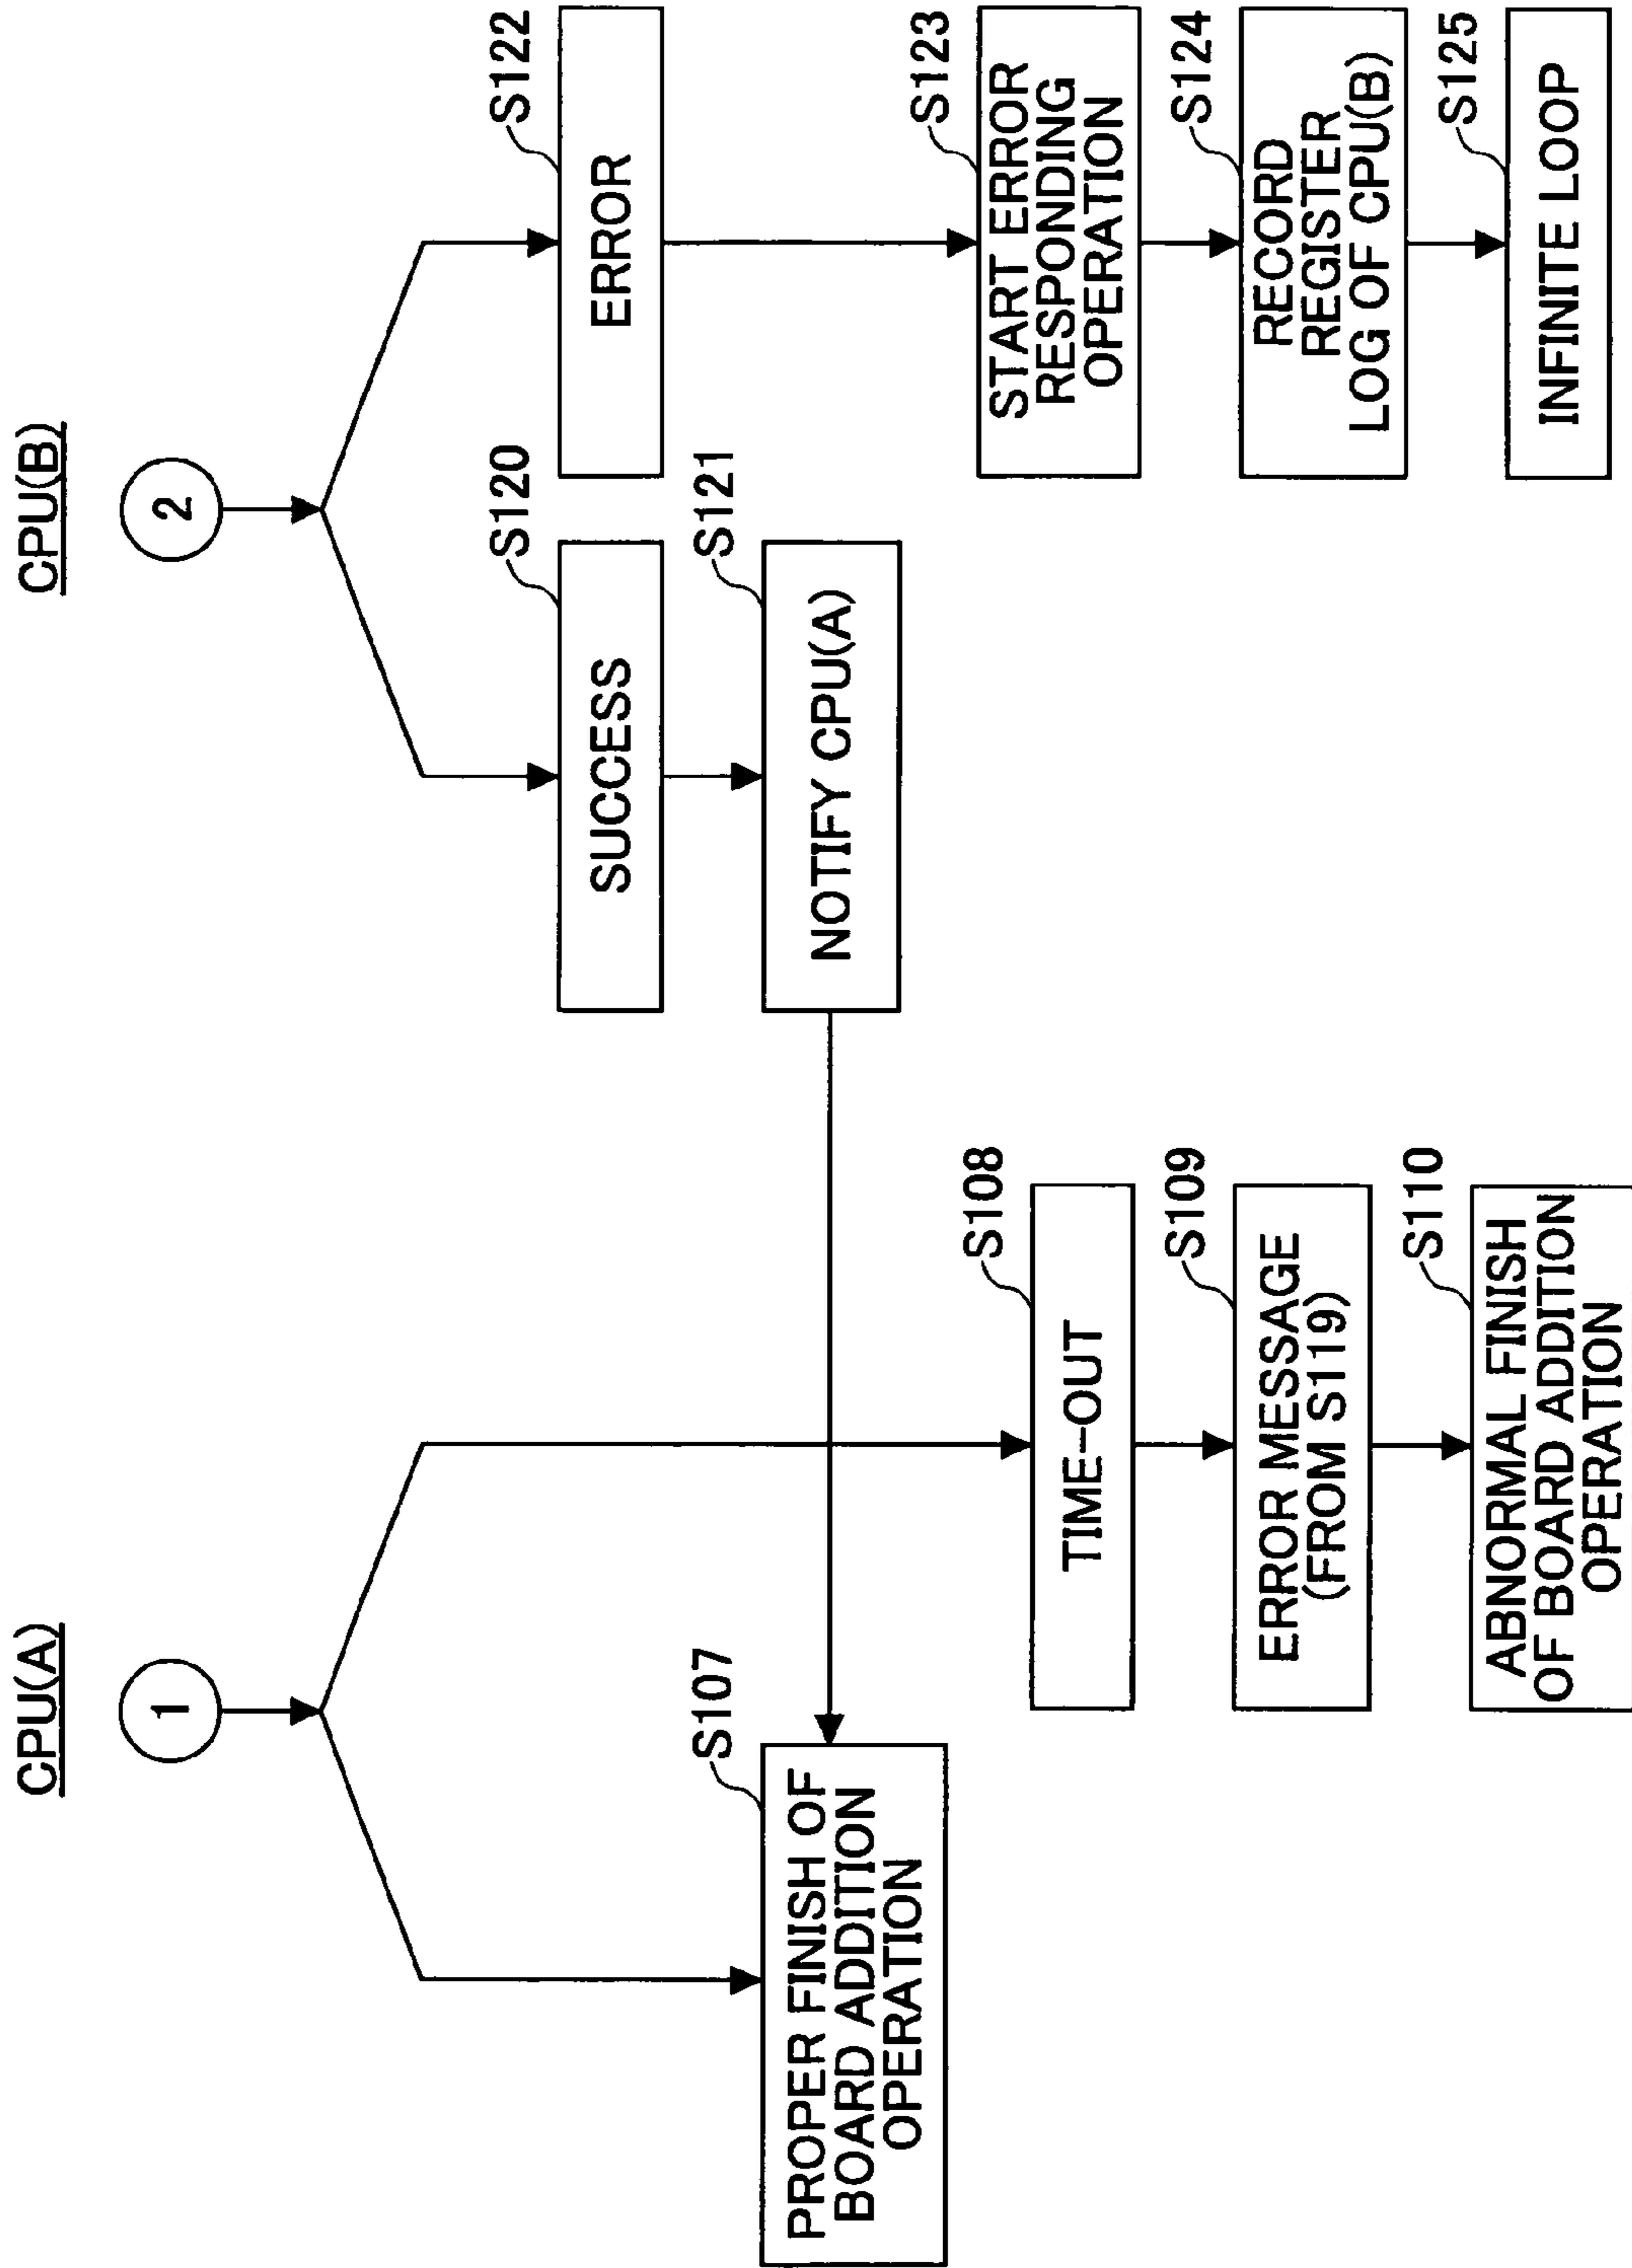 CPU(A)
1
S107
PROPER FINISH OF
BOARD ADDITION
OPERATION
S108
TIME-OUT
S109
ERROR MESSAGE
(FROM S119)
S110
ABNORMAL FINISH
OF BOARD ADDITION
OPERATION
CPU(B)
2
S120
SUCCESS
S121
NOTIFY CPU(A)
S122
ERROR
S123
START ERROR
RESPONDING
OPERATION
S124
RECORD
REGISTER
LOG OF CPU(B)
S125
INFINITE LOOP